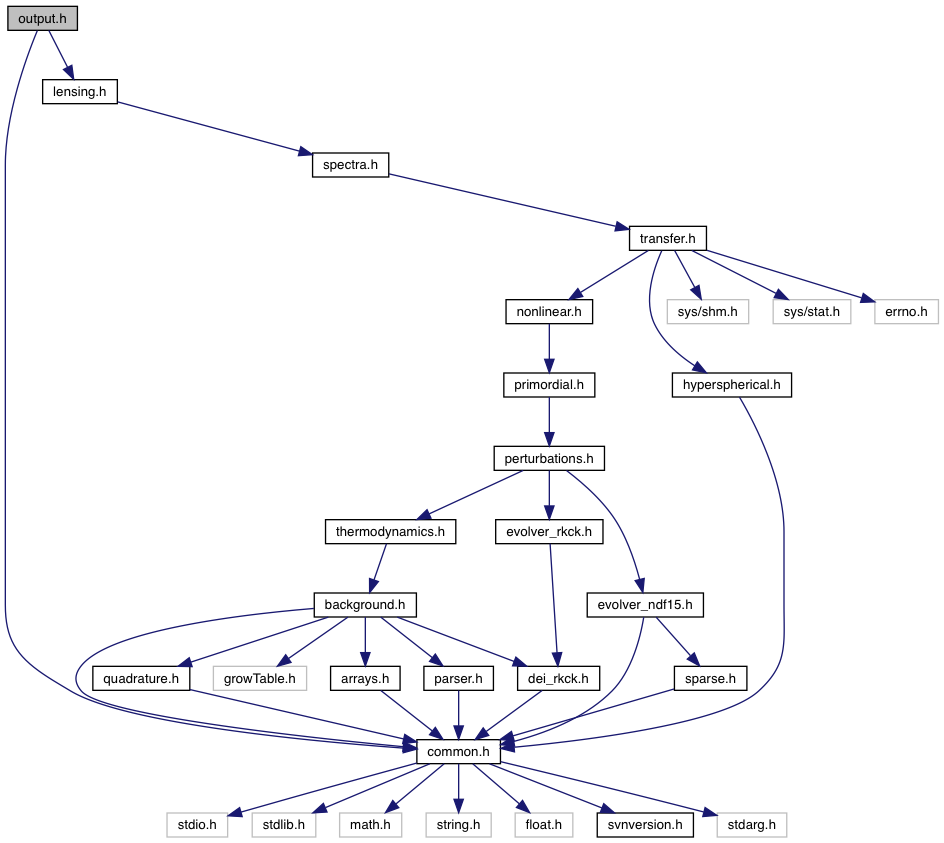 output.h
lensing.h
spectra.h
transfer.h
nonlinear.h
sys/shm.h
sys/stat.h
errno.h
primordial.h
hyperspherical.h
perturbations.h
thermodynamics.h
evolver_rkck.h
background.h
evolver_ndf15.h
quadrature.h
growTable.h
arrays.h
parser.h
dei_rkck.h
sparse.h
common.h
stdio.h
stdlib.h
math.h
string.h
float.h
svnversion.h
stdarg.h